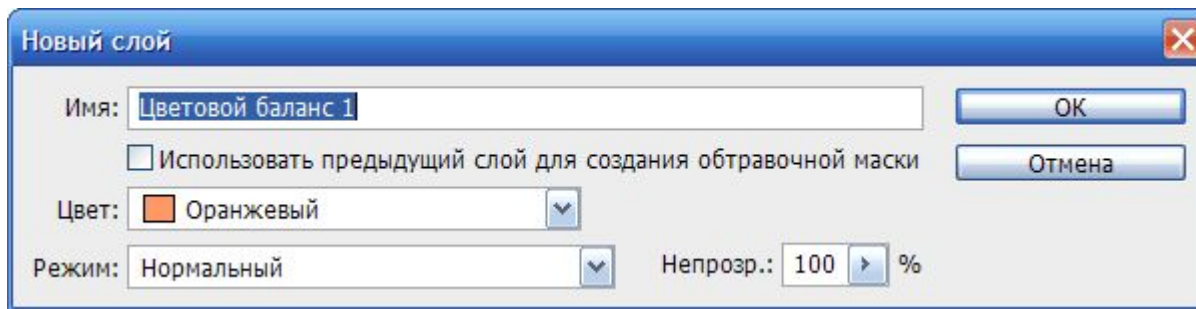 Новый слой
Имя: Цветовой баланс 1
ОК
Использовать предыдущий слой для создания обтравочной маски
Отмена
Цвет: Оранжевый
Режим: Нормальный
Непрозр.: 100 %